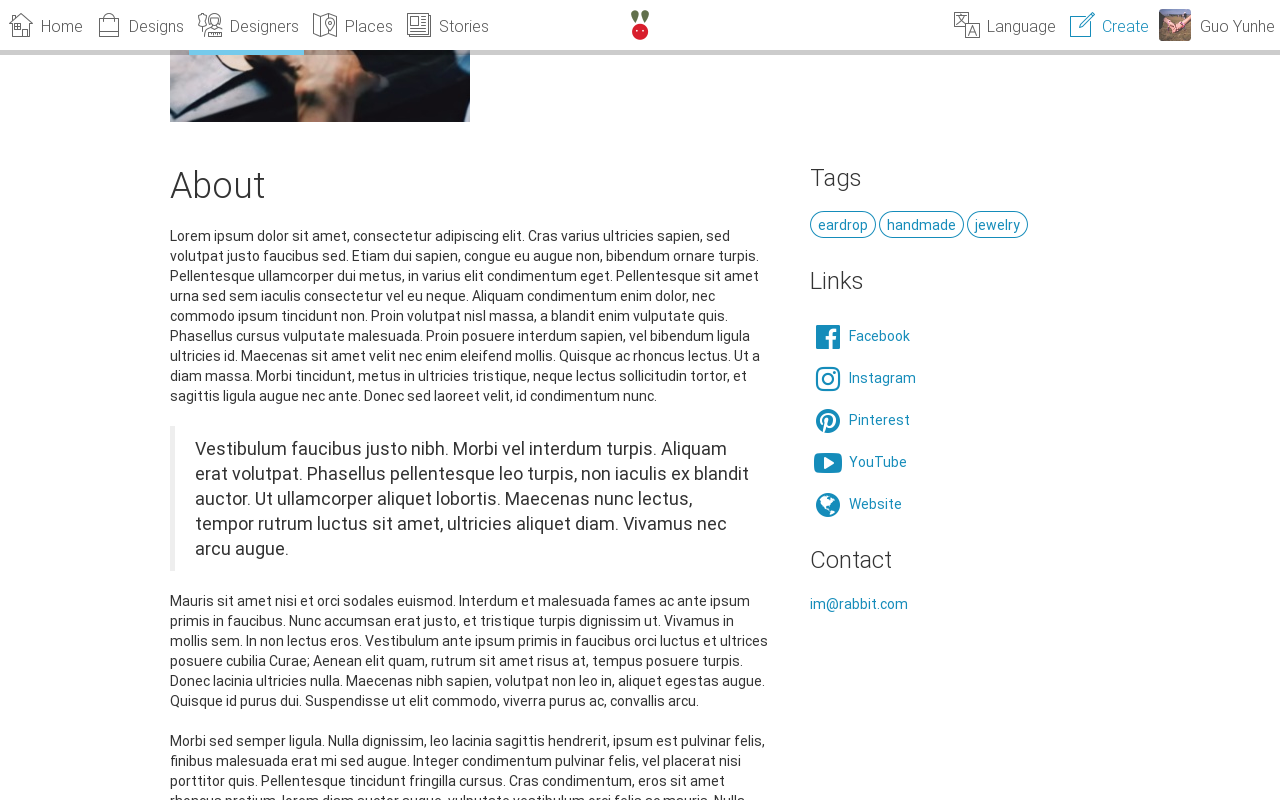 Home Designs Designers Places Stories Language Create Guo Yunhe
About
Lorem ipsum dolor sit amet, consectetur adipiscing elit. Cras varius ultricies sapien, sed
volutpat justo faucibus sed. Etiam dui sapien, congue eu augue non, bibendum ornare turpis.
Pellentesque ullamcorper dui metus, in varius elit condimentum eget. Pellentesque sit amet
urna sed sem iaculis consectetur vel eu neque. Aliquam condimentum enim dolor, nec
commodo ipsum tincidunt non. Proin volutpat nisl massa, a blandit enim vulputate quis.
Phasellus cursus vulputate malesuada. Proin posuere interdum sapien, vel bibendum ligula
ultricies id. Maecenas sit amet velit nec enim eleifend mollis. Quisque ac rhoncus lectus. Ut a
diam massa. Morbi tincidunt, metus in ultricies tristique, neque lectus sollicitudin tortor, et
sagittis ligula augue nec ante. Donec sed laoreet velit, id condimentum nunc.
Vestibulum faucibus justo nibh. Morbi vel interdum turpis. Aliquam
erat volutpat. Phasellus pellentesque leo turpis, non iaculis ex blandit
auctor. Ut ullamcorper aliquet lobortis. Maecenas nunc lectus,
tempor rutrum luctus sit amet, ultricies aliquet diam. Vivamus nec
arcu augue.
Mauris sit amet nisi et orci sodales euismod. Interdum et malesuada fames ac ante ipsum
primis in faucibus. Nunc accumsan erat justo, et tristique turpis dignissim ut. Vivamus in
mollis sem. In non lectus eros. Vestibulum ante ipsum primis in faucibus orci luctus et ultrices
posuere cubilia Curae; Aenean elit quam, rutrum sit amet risus at, tempus posuere turpis.
Donec lacinia ultricies nulla. Maecenas nibh sapien, volutpat non leo in, aliquet egestas augue.
Quisque id purus dui. Suspendisse ut elit commodo, viverra purus ac, convallis arcu.
Morbi sed semper ligula. Nulla dignissim, leo lacinia sagittis hendrerit, ipsum est pulvinar felis,
finibus malesuada erat mi sed augue. Integer condimentum pulvinar felis, vel placerat nisi
porttitor quis. Pellentesque tincidunt fringilla cursus. Cras condimentum, eros sit amet
rhoncus pretium, lorem diam auctor augue, vulputate vestibulum orci felis ac mauris. Nulla
Tags
eardrop handmade jewelry
Links
Facebook
Instagram
Pinterest
YouTube
Website
Contact
im@rabbit.com